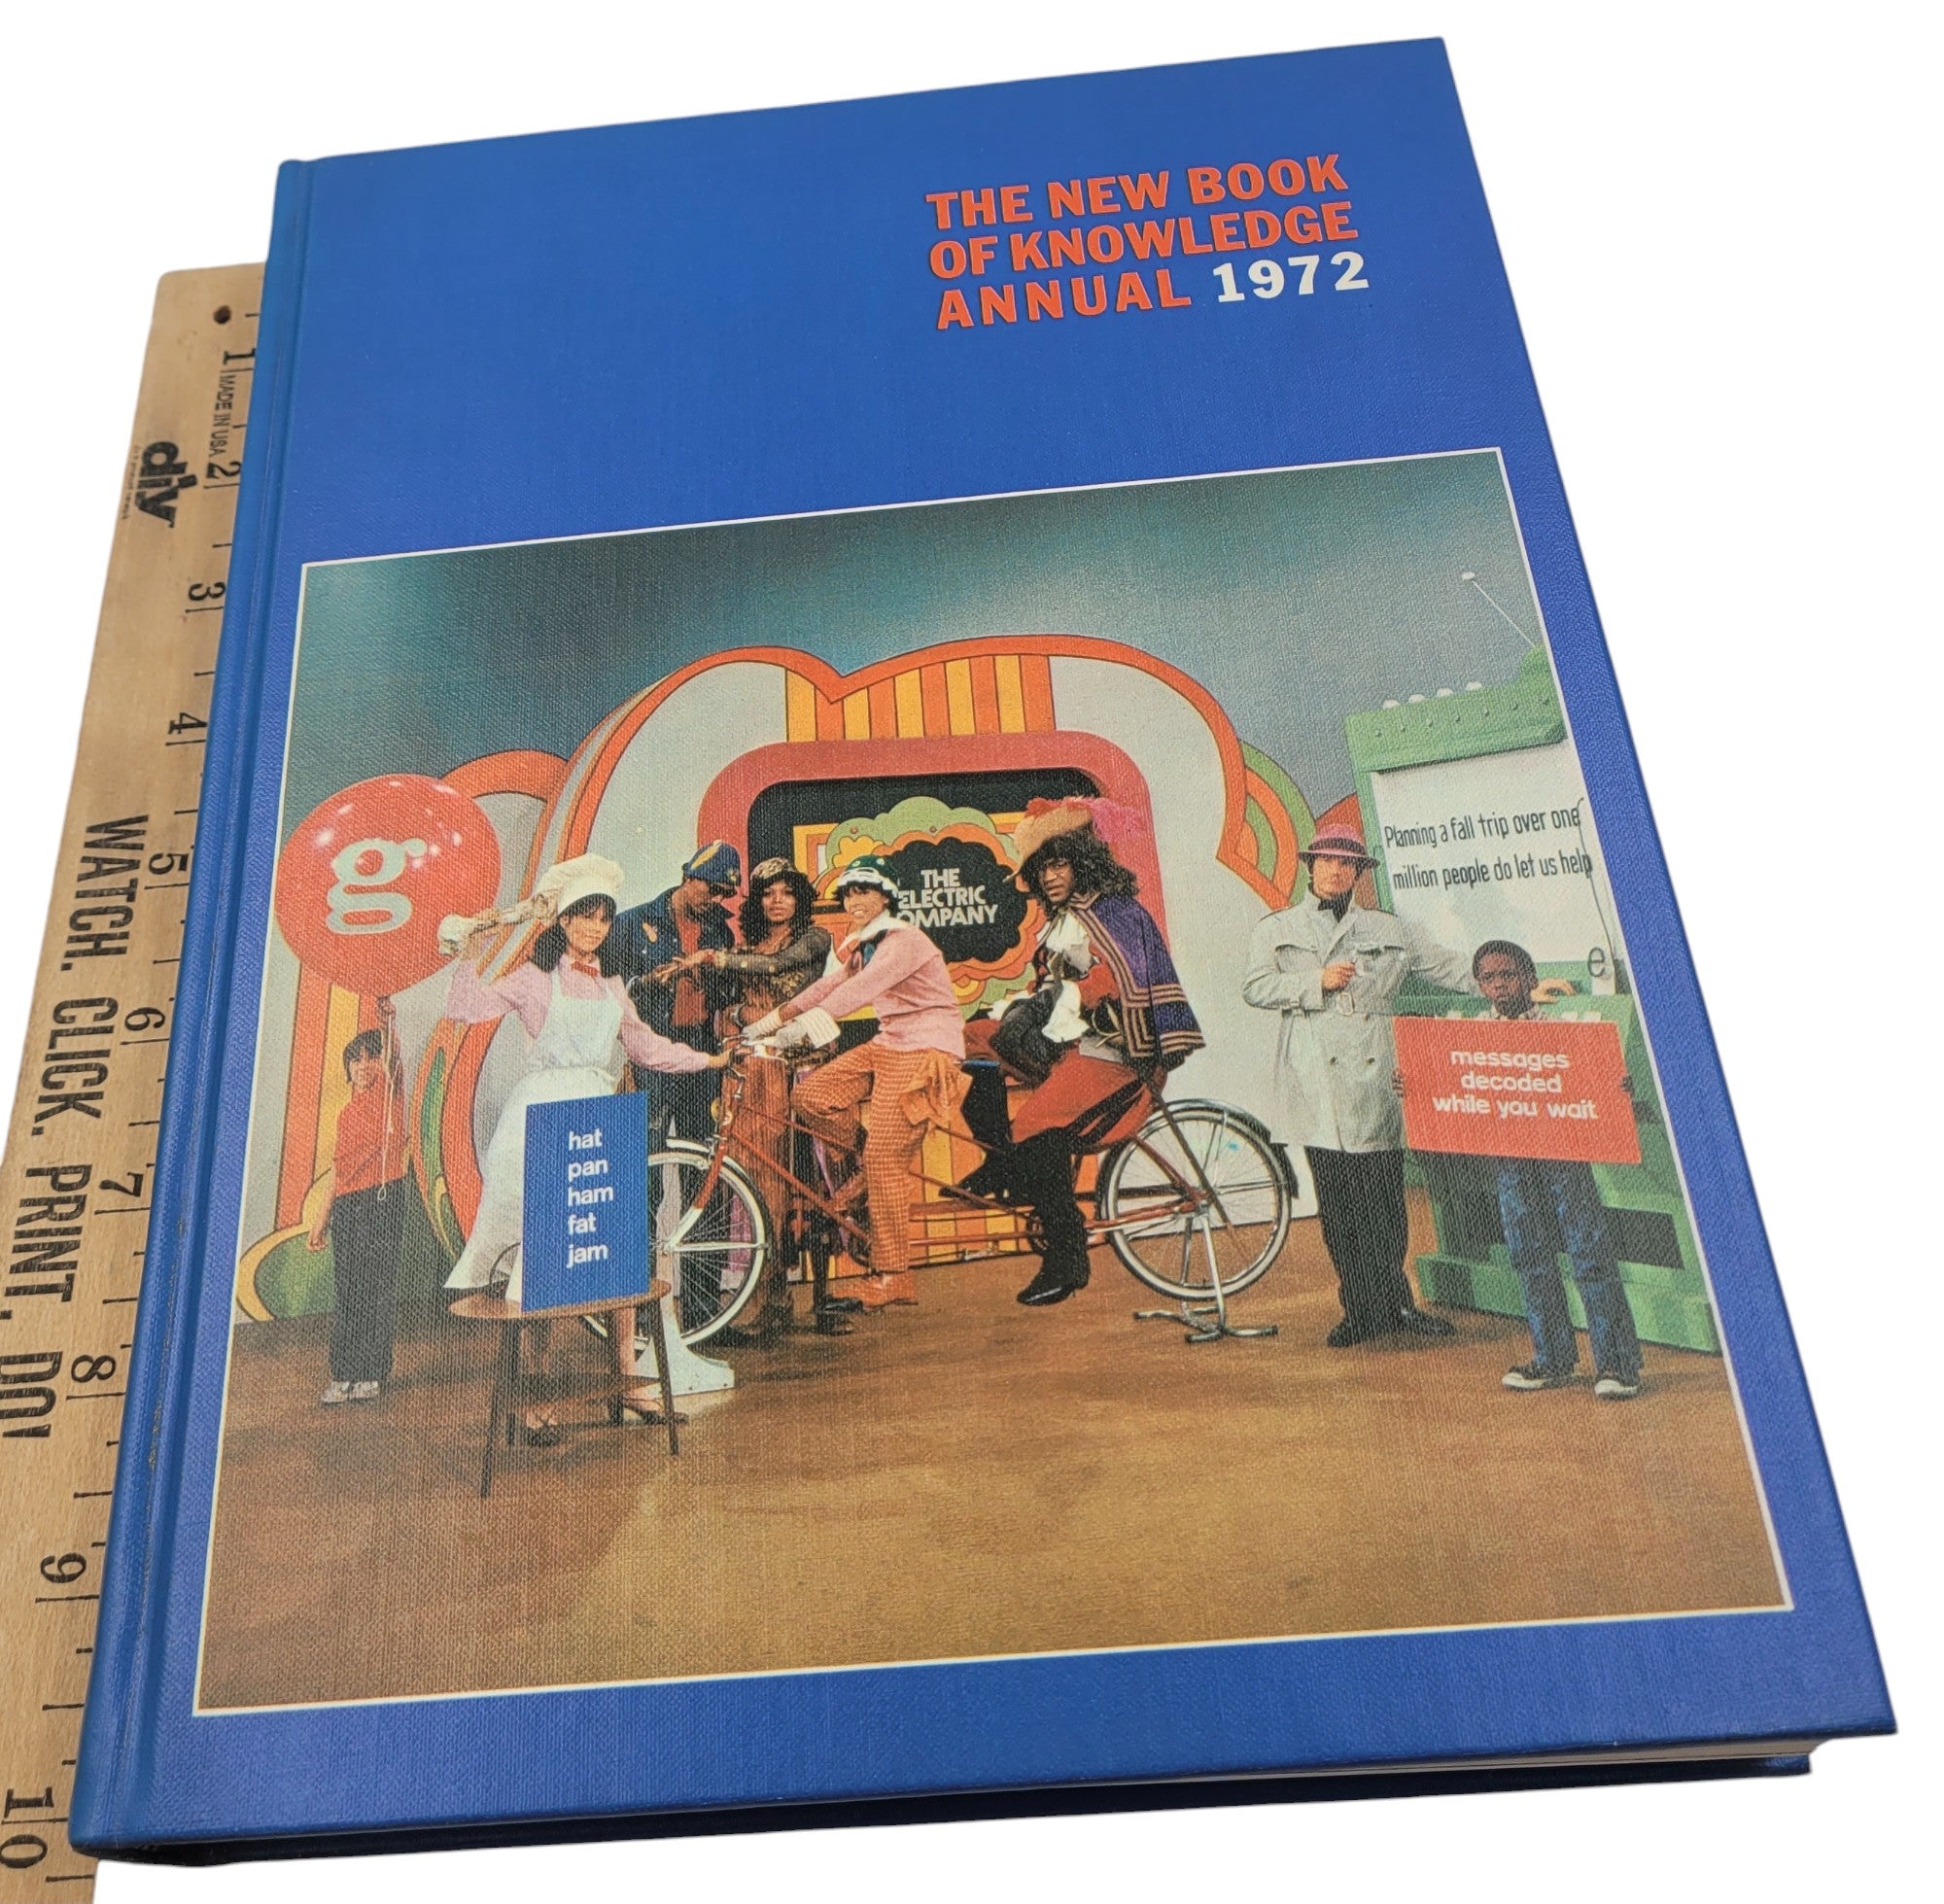 THE NEW BOOK
OF KNOWLEDGE
ANNUAL 1972
g
THE
ELECTRIC
OMPANY
Planning a fall trip over one
million people do let us help
e
messages
decoded
while you wait
hat
pan
ham
fat
jam
1 2 3 4 5 6 7 8 9 10
MADE IN USA
diy
WATCH. CLICK. PRINT. DO!